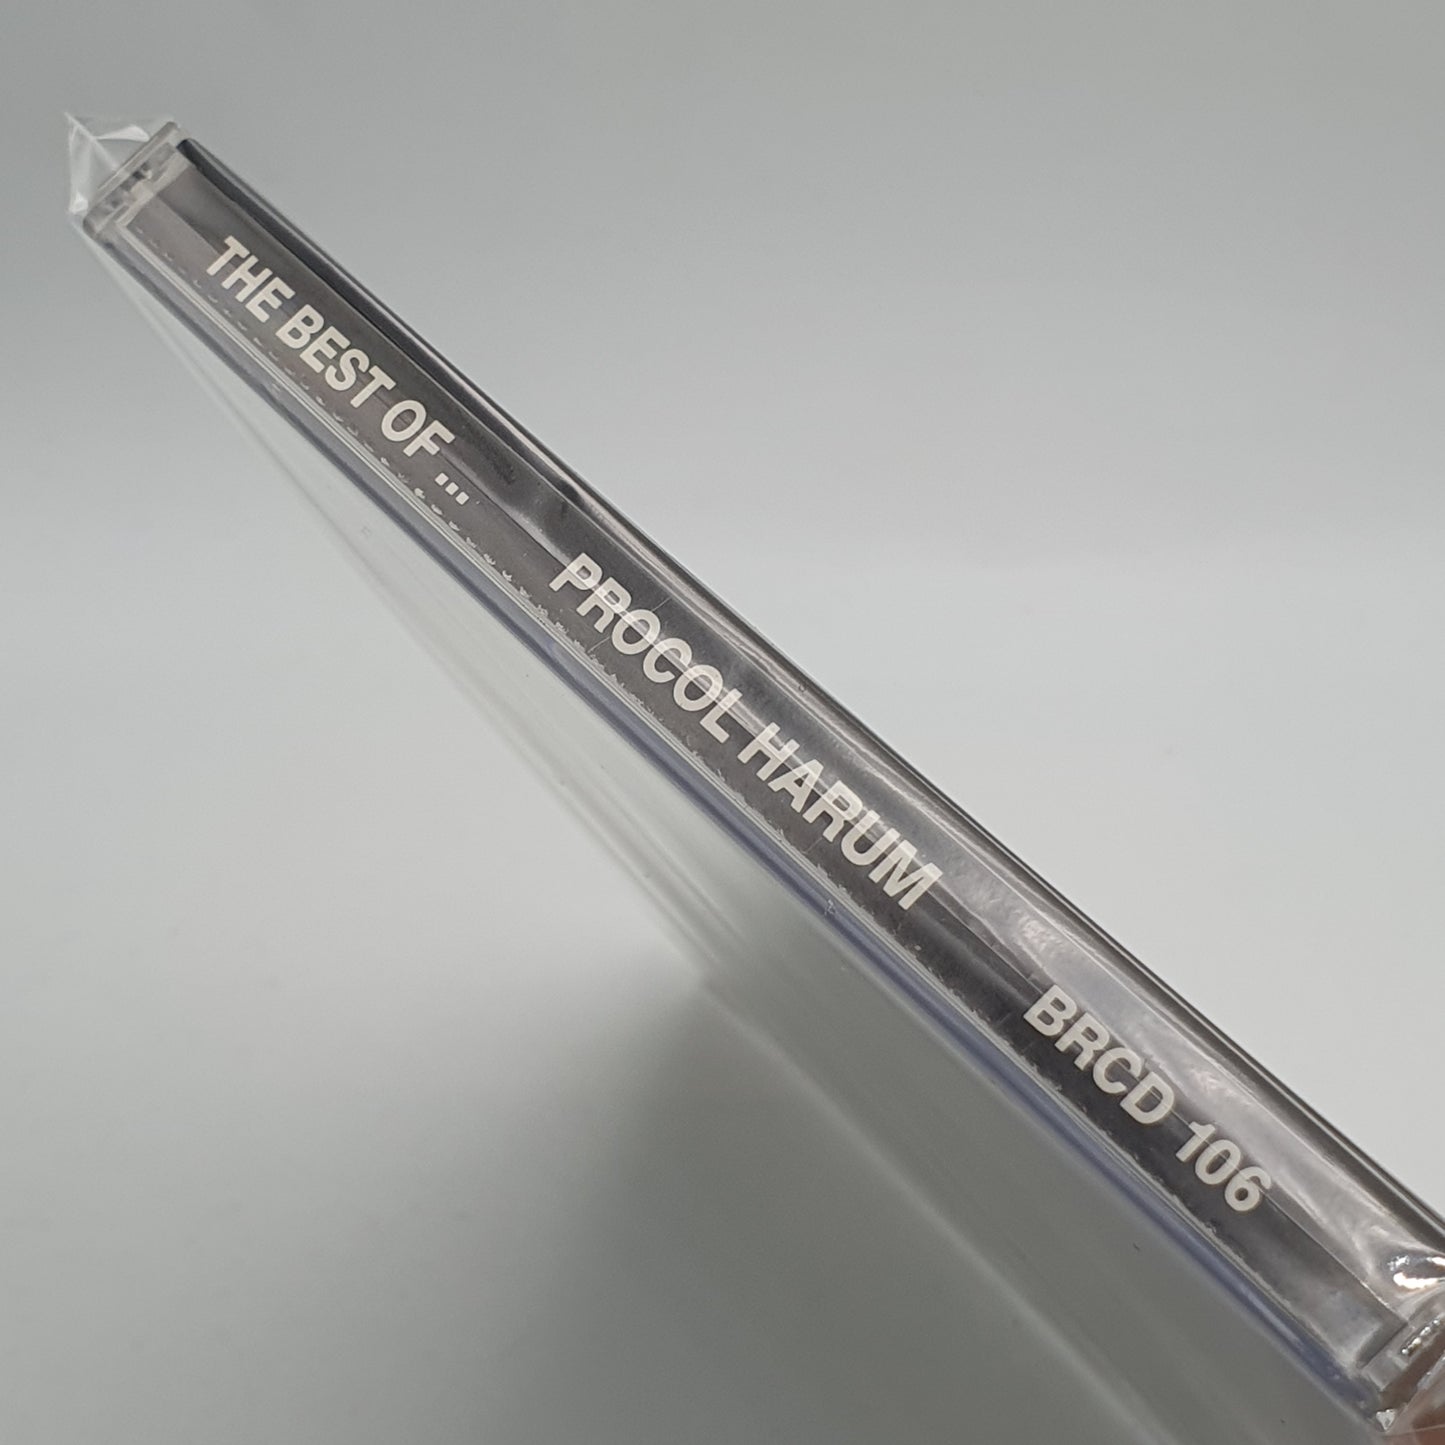 THE BEST OF ... PROCOL HARUM BRCD 106